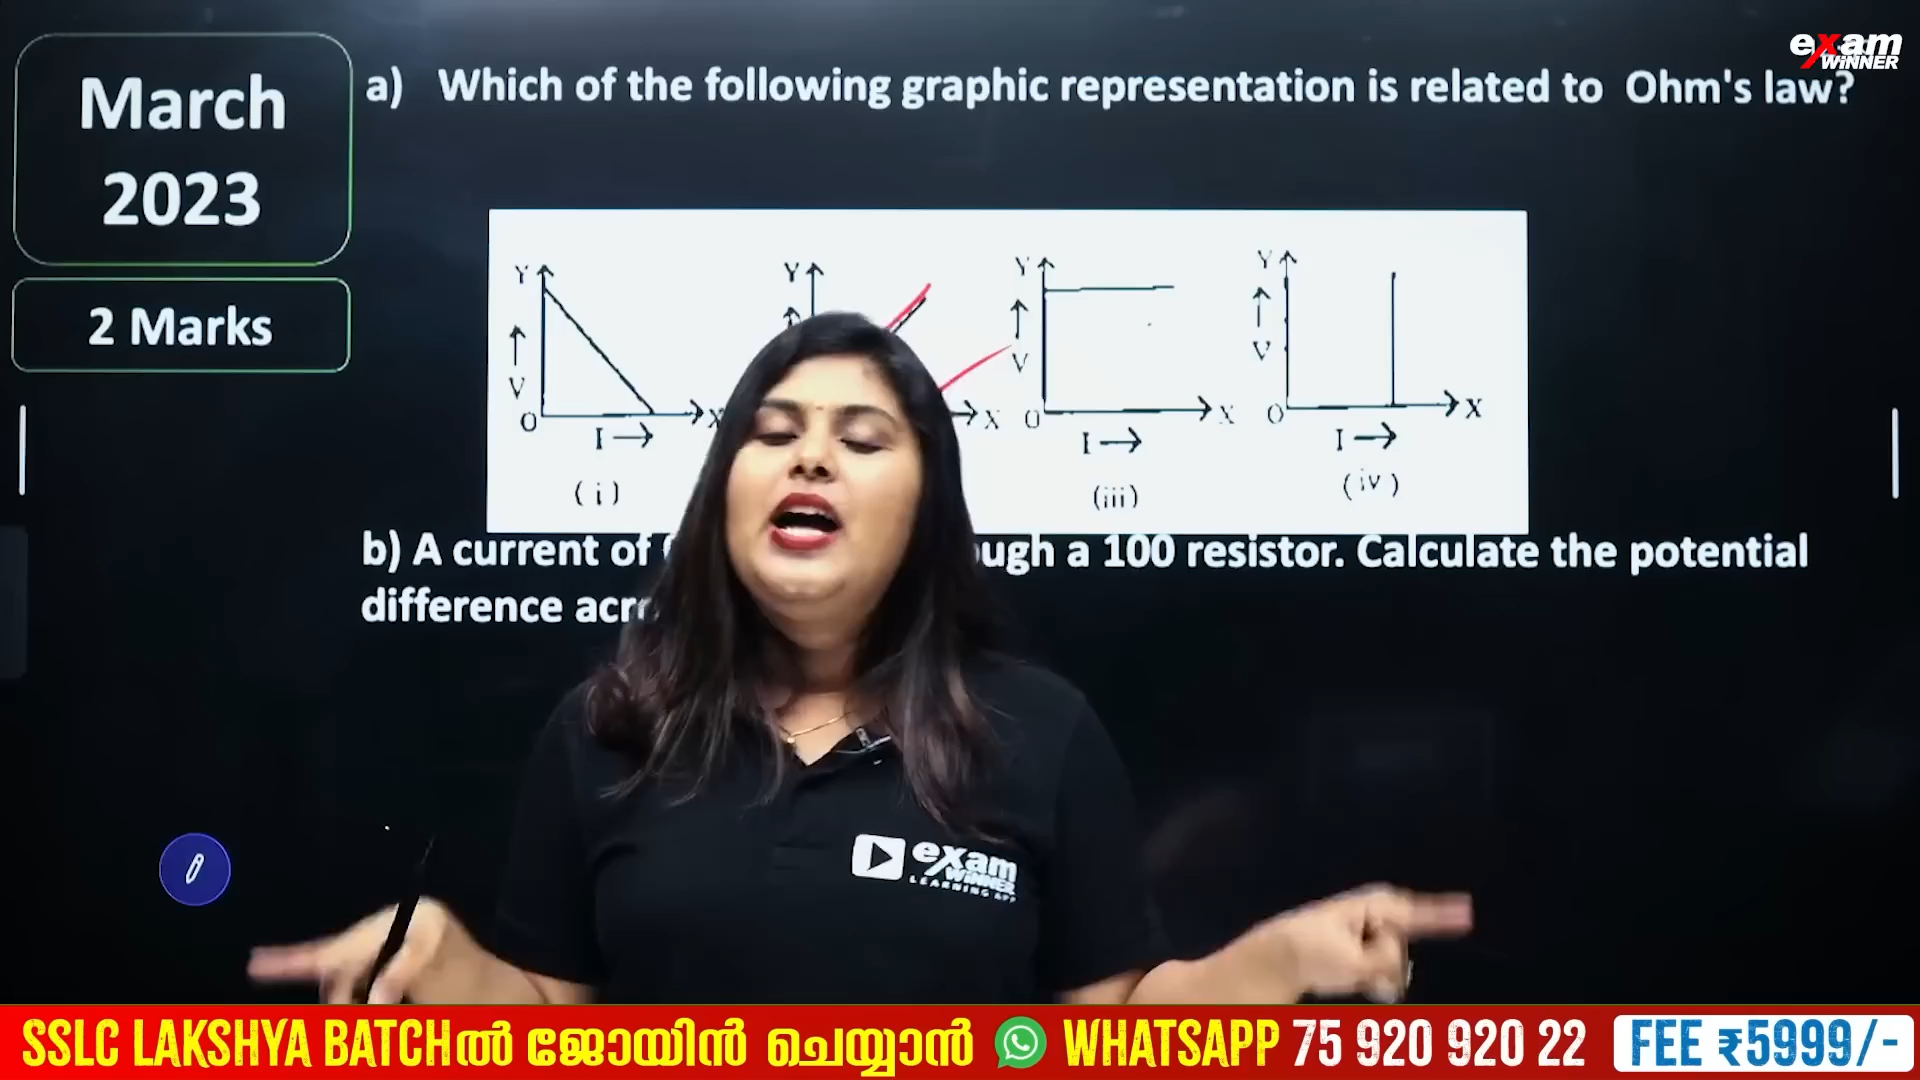 exam
WiNNER
March
2023
2 Marks
a) Which of the following graphic representation is related to Ohm's law?
Y V O I X (i)
Y X
Y V O I X (iii)
Y V O I X (iv)
b) A current of a 100 resistor. Calculate the potential
difference
exam
WiNNER
LEARNING APP
SSLC LAKSHYA BATCHൽ ജോയിൻ ചെയ്യാൻ WHATSAPP 75 920 920 22 FEE ₹5999/-